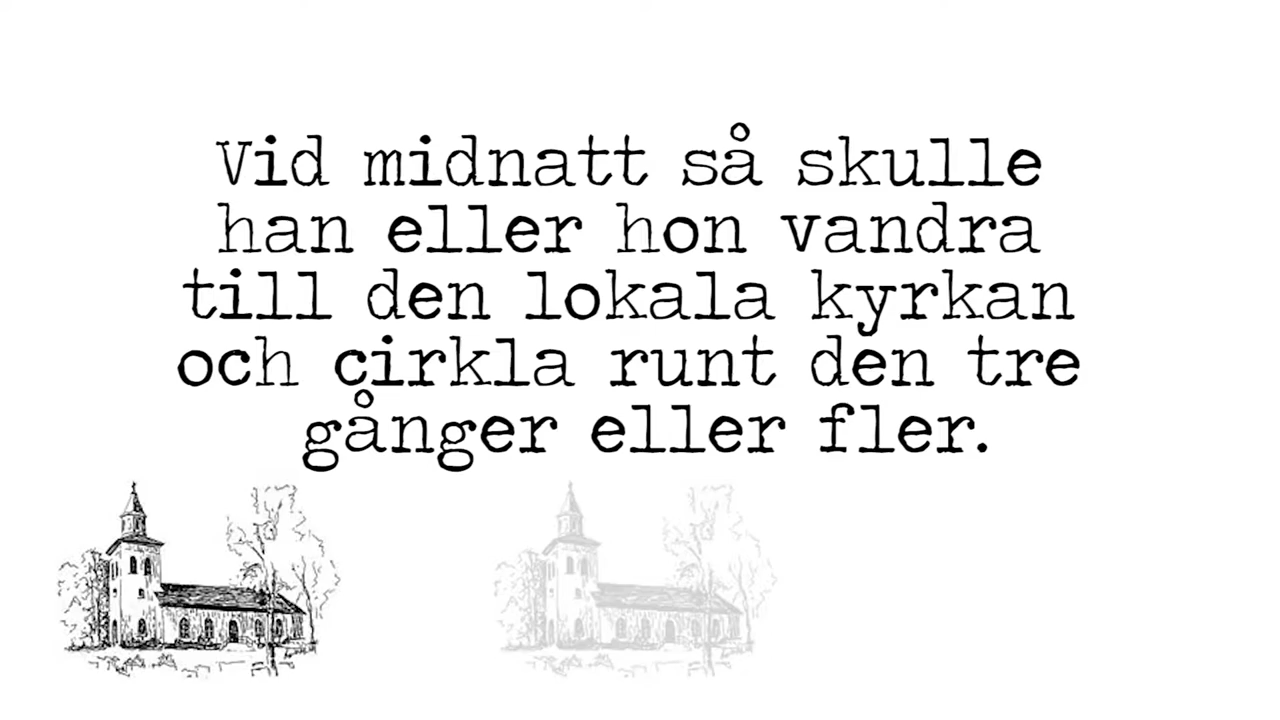 Vid midnatt så skulle
han eller hon vandra
till den lokala kyrkan
och cirkla runt den tre
gånger eller fler.